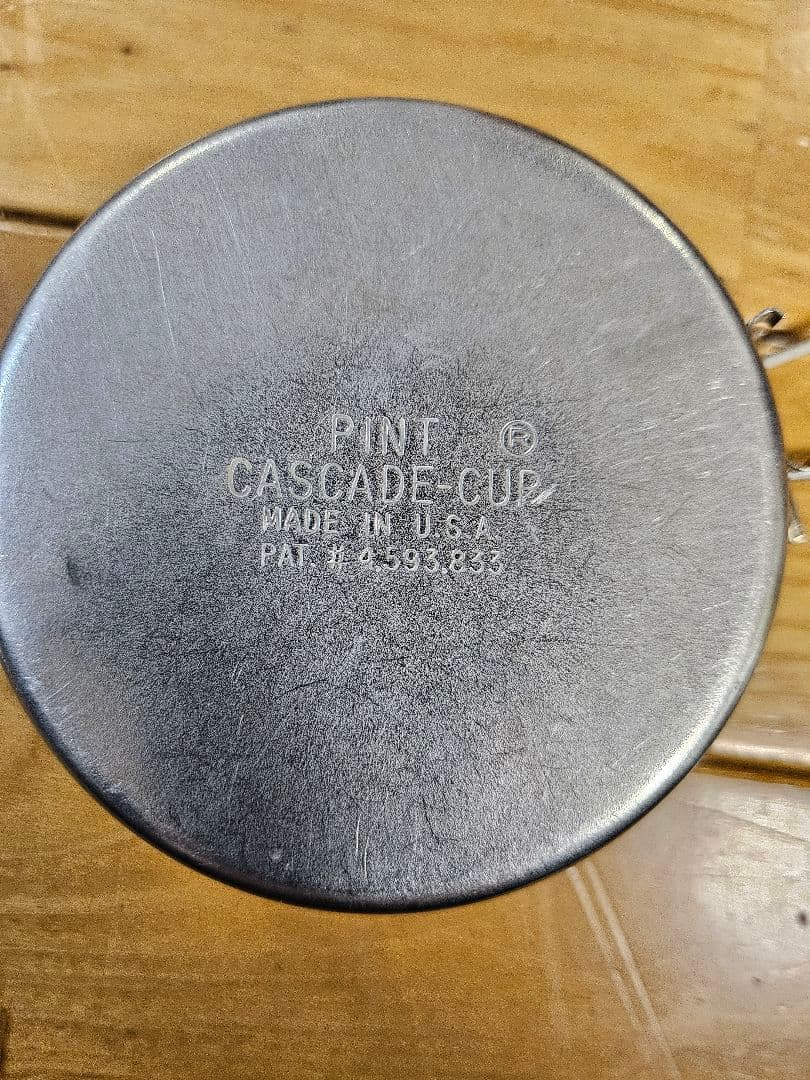 PINT ®
CASCADE-CUP
MADE IN U.S.A.
PAT. # 4.593.833